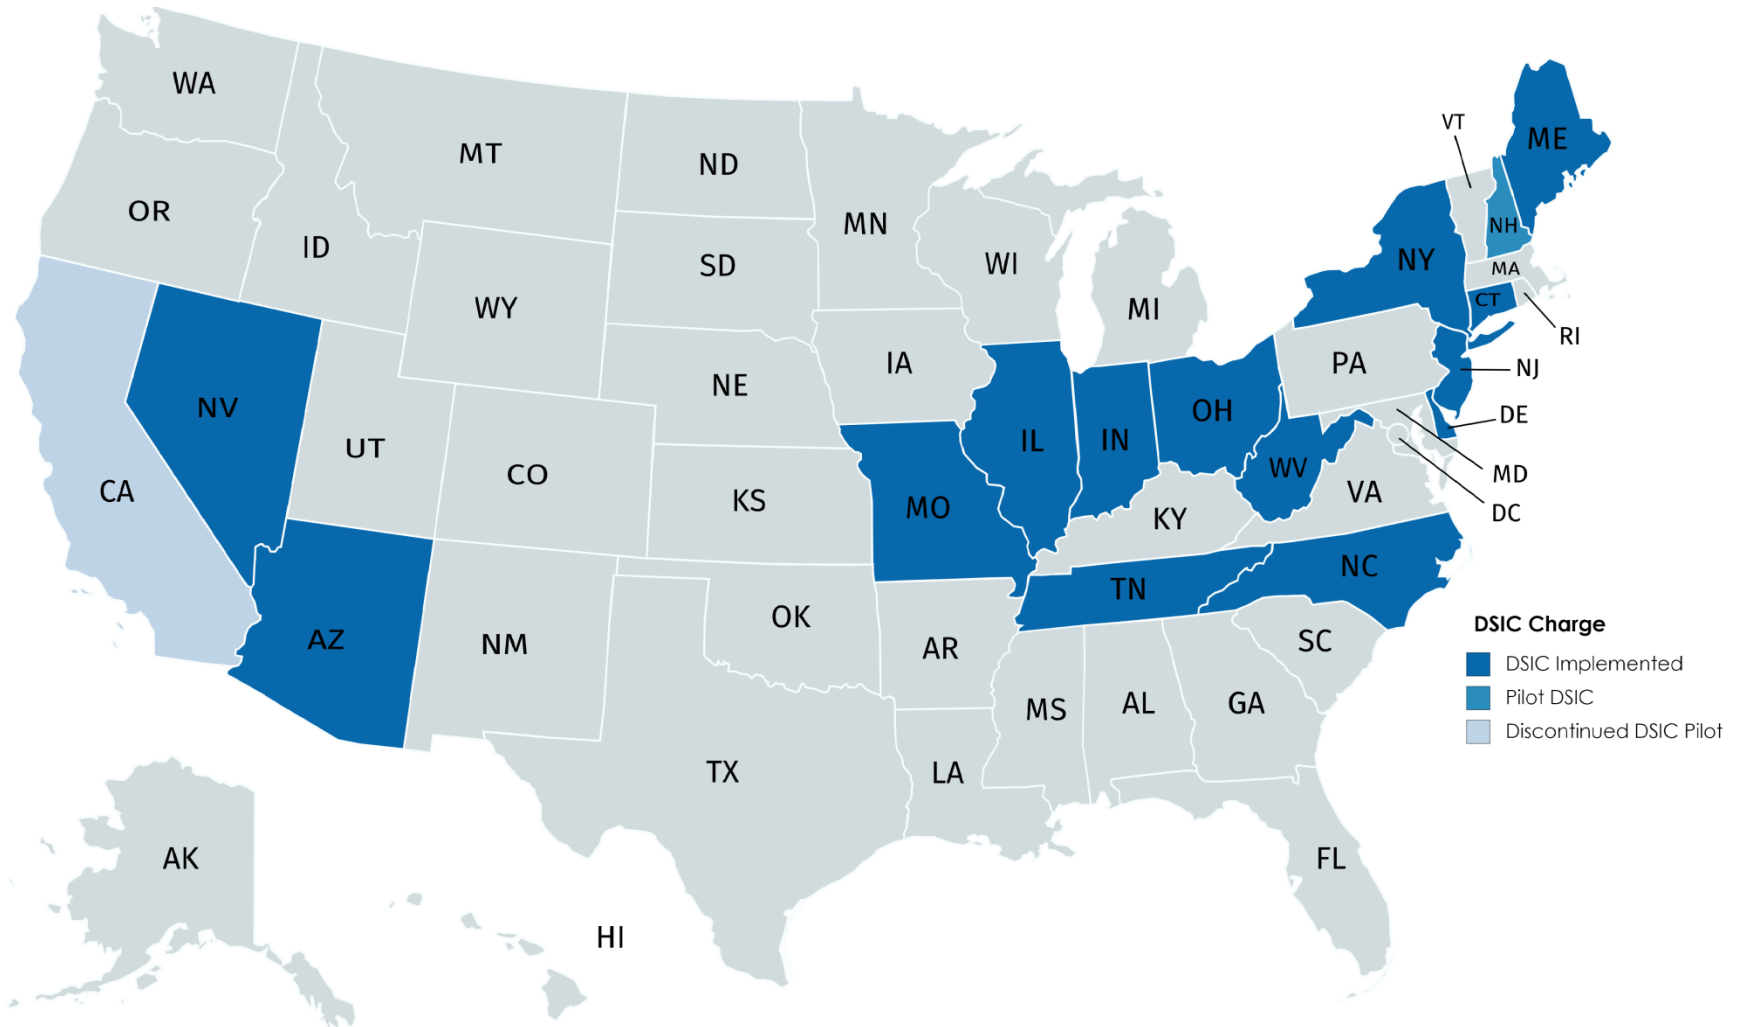 WA
MT
ND
MN
OR
ID
SD
WI
WY
MI
VT
ME
NH
NY
MA
CT
RI
IA
NE
PA
NJ
NV
UT
CO
IL
IN
OH
DE
MD
DC
CA
KS
MO
WV
KY
VA
NC
TN
AZ
NM
OK
AR
SC
MS
AL
GA
TX
LA
FL
AK
HI
DSIC Charge
DSIC Implemented
Pilot DSIC
Discontinued DSIC Pilot